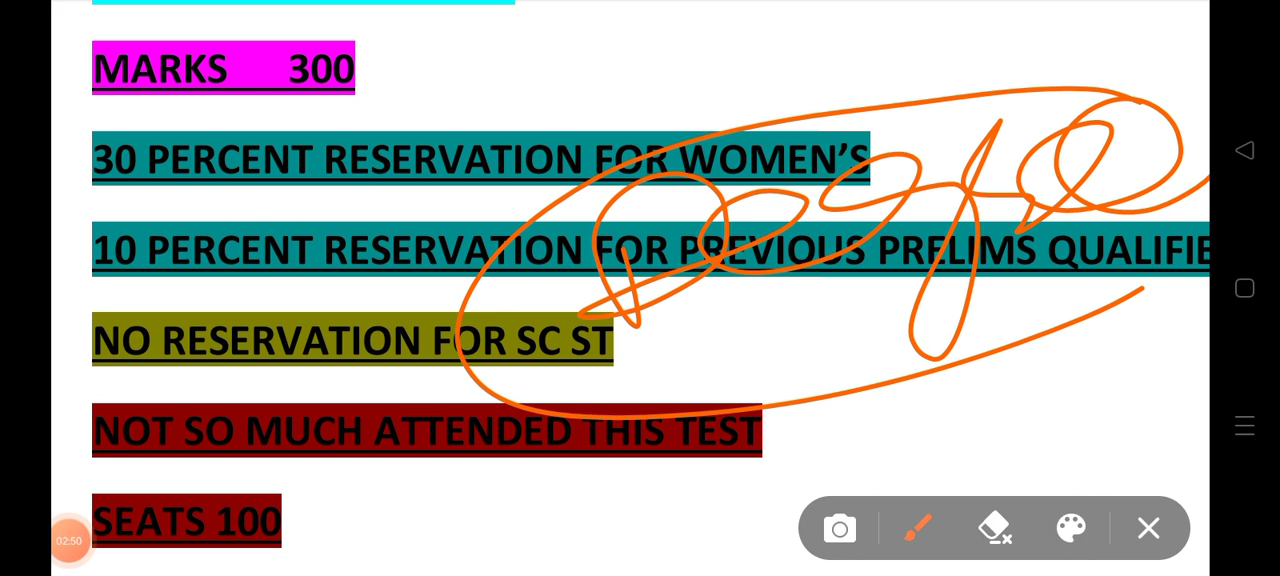 MARKS 300
30 PERCENT RESERVATION FOR WOMEN'S
10 PERCENT RESERVATION FOR PREVIOUS PRELIMS QUALIFIE
NO RESERVATION FOR SC ST
NOT SO MUCH ATTENDED THIS TEST
SEATS 100
02:50